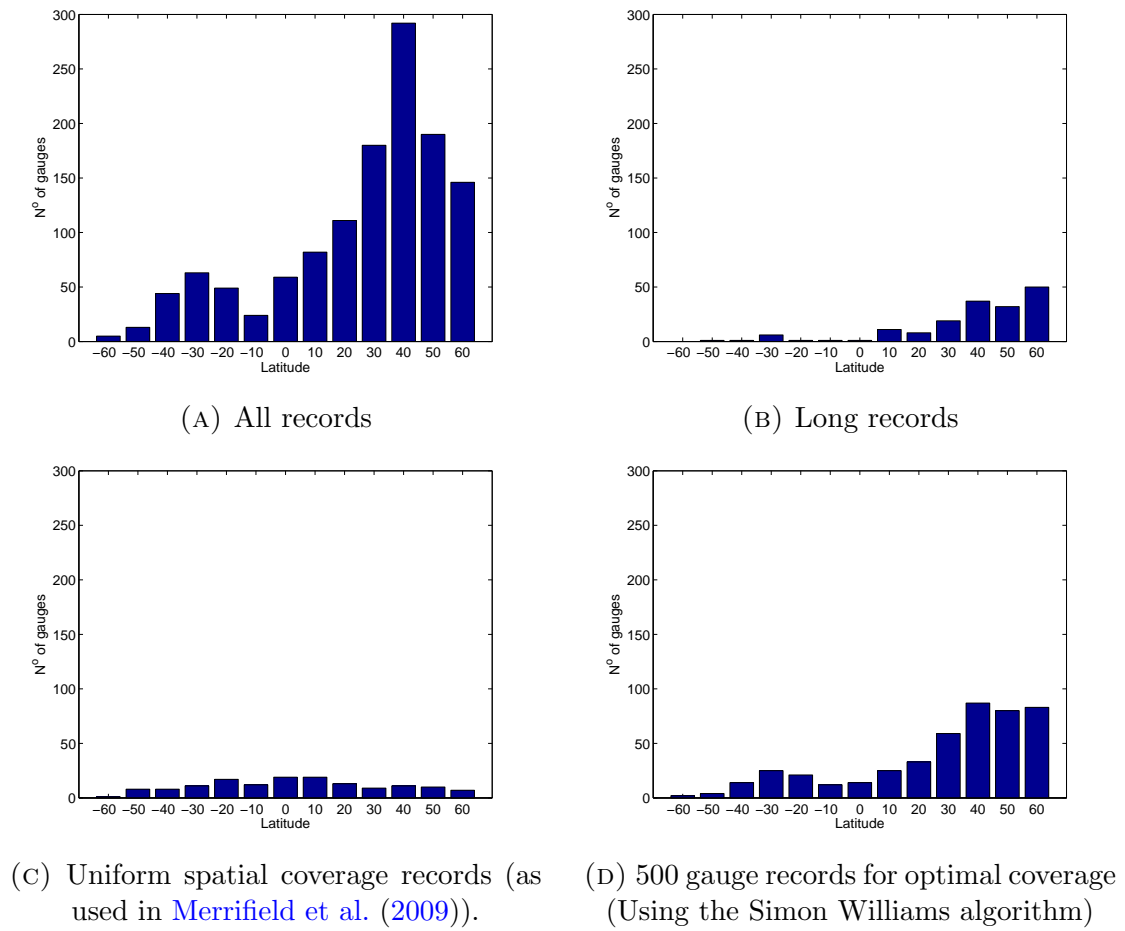 300
250
200
150
100
50
0
Nº of gauges
−60 −50 −40 −30 −20 −10 0 10 20 30 40 50 60
Latitude
(A) All records
300
250
200
150
100
50
0
Nº of gauges
−60 −50 −40 −30 −20 −10 0 10 20 30 40 50 60
Latitude
(B) Long records
300
250
200
150
100
50
0
Nº of gauges
−60 −50 −40 −30 −20 −10 0 10 20 30 40 50 60
Latitude
(C) Uniform spatial coverage records (as
used in Merrifield et al. (2009)).
300
250
200
150
100
50
0
Nº of gauges
−60 −50 −40 −30 −20 −10 0 10 20 30 40 50 60
Latitude
(D) 500 gauge records for optimal coverage
(Using the Simon Williams algorithm)